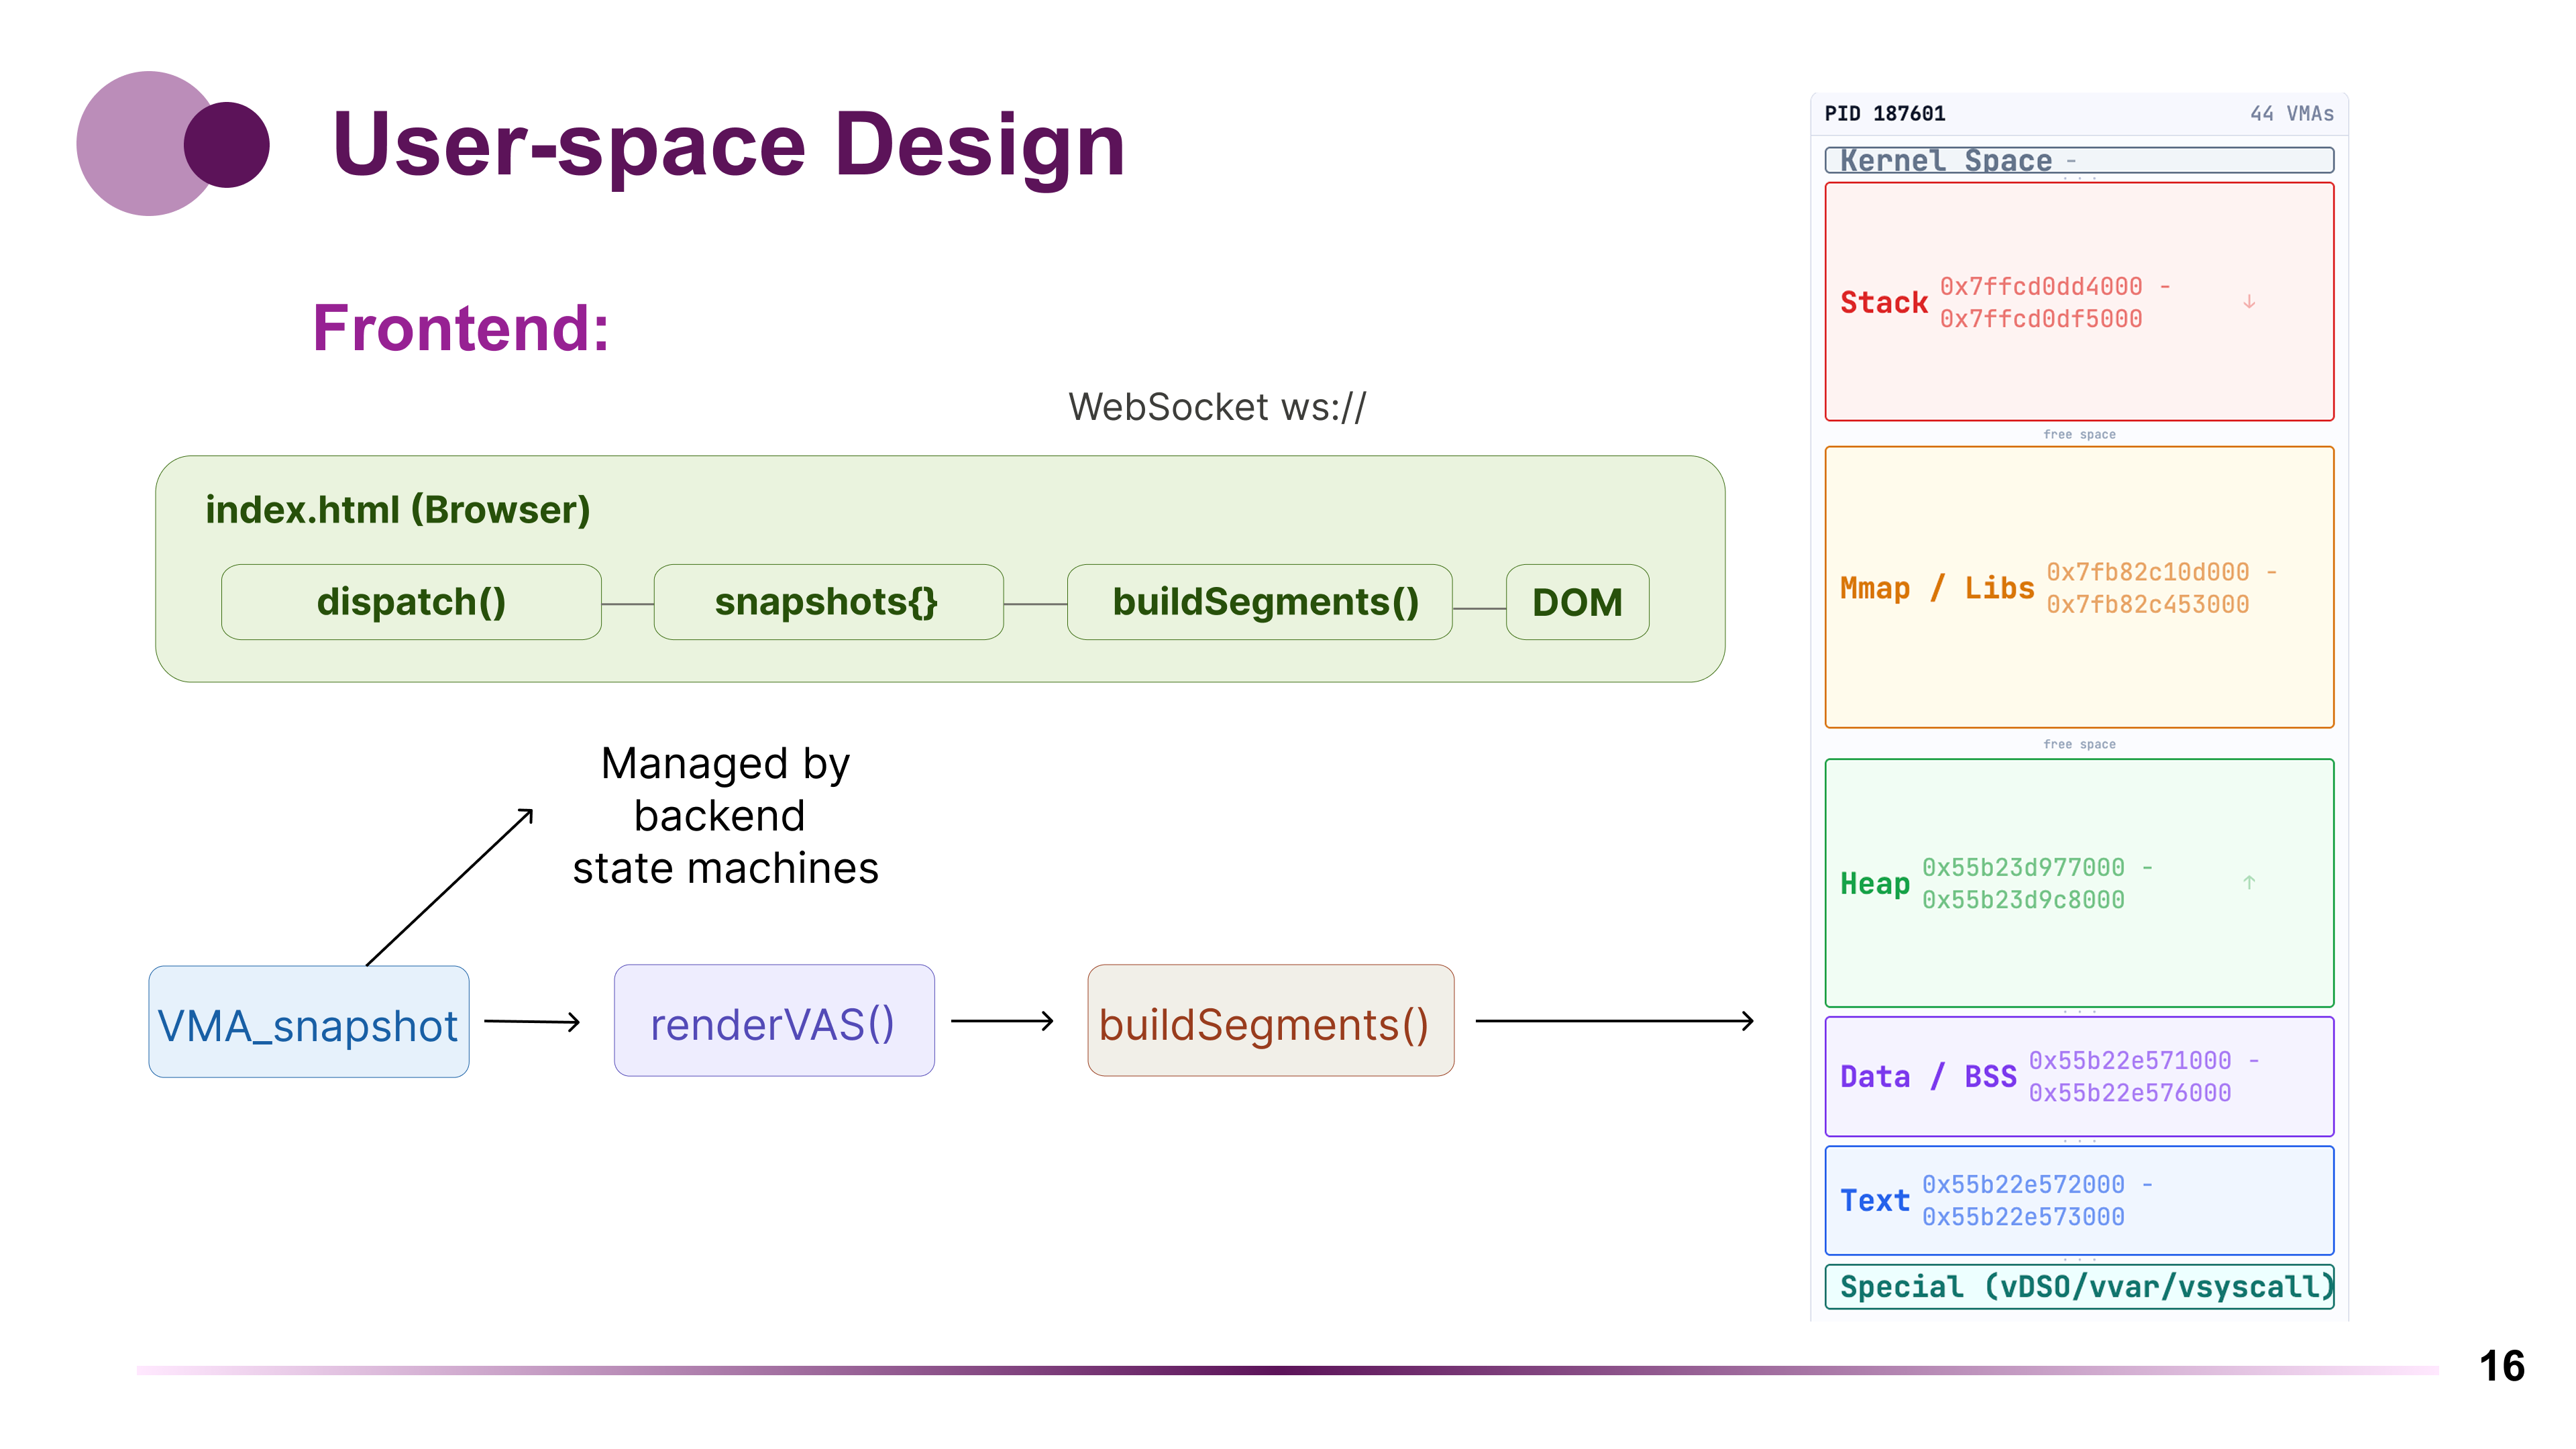 User-space Design
Frontend:
WebSocket ws://
index.html (Browser)
dispatch()
snapshots{}
buildSegments()
DOM
Managed by
backend
state machines
VMA_snapshot
renderVAS()
buildSegments()
PID 187601
44 VMAs
Kernel Space -
Stack
0x7ffcd0dd4000 -
0x7ffcd0df5000
↓
free space
Mmap / Libs
0x7fb82c10d000 -
0x7fb82c453000
free space
Heap
0x55b23d977000 -
0x55b23d9c8000
↑
Data / BSS
0x55b22e571000 -
0x55b22e576000
Text
0x55b22e572000 -
0x55b22e573000
Special (vDSO/vvar/vsyscall)
16